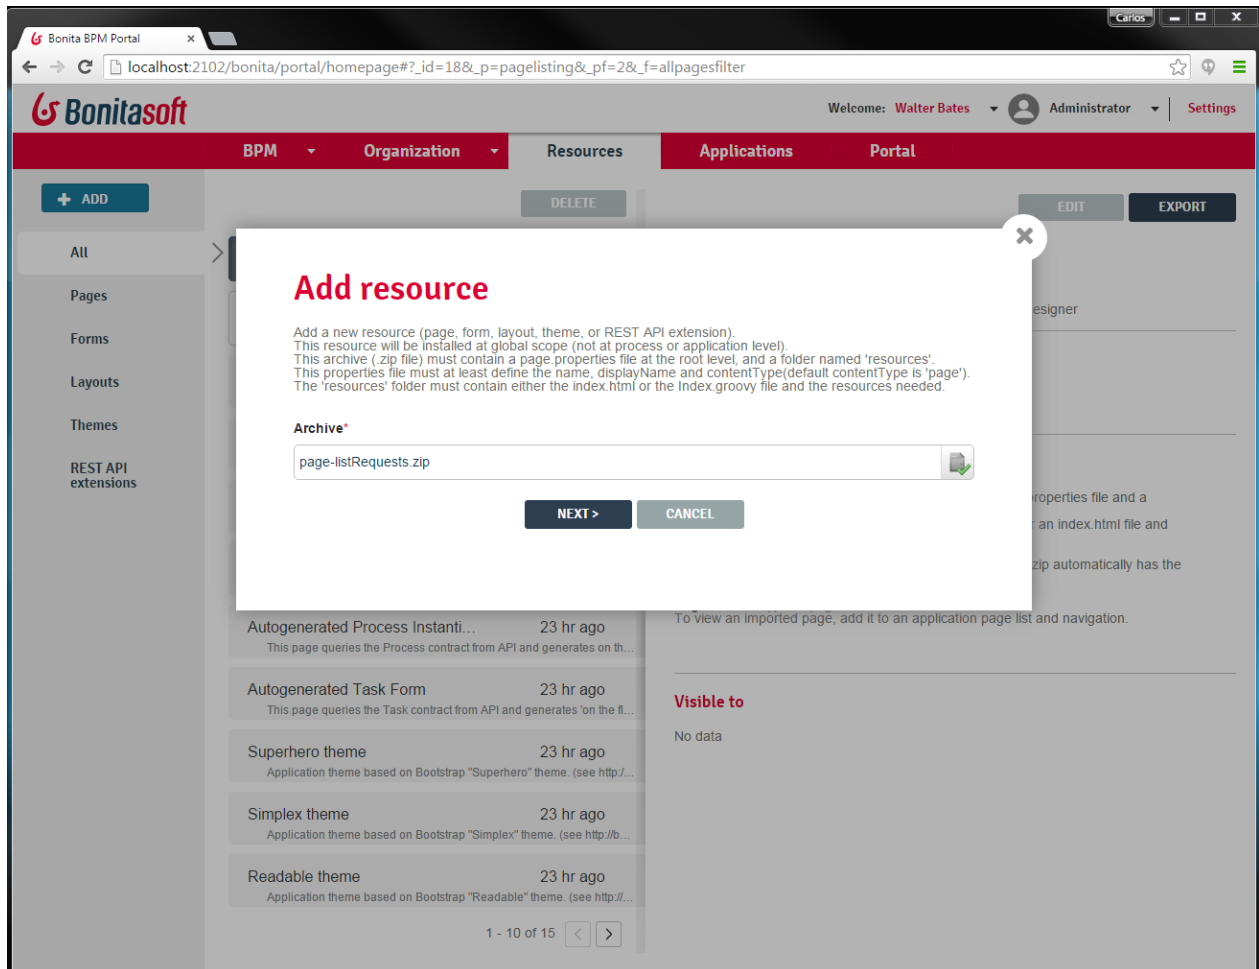 Carlos
Bonita BPM Portal
localhost:2102/bonita/portal/homepage#?_id=18&_p=pagelisting&_pf=2&_f=allpagesfilter
Bonitasoft
Welcome: Walter Bates
Administrator
Settings
BPM Organization Resources Applications Portal
ADD
DELETE
EDIT
EXPORT
All
Pages
Forms
Layouts
Themes
REST API
extensions
Add resource
Add a new resource (page, form, layout, theme, or REST API extension).
This resource will be installed at global scope (not at process or application level).
This archive (.zip file) must contain a page.properties file at the root level, and a folder named 'resources'.
This properties file must at least define the name, displayName and contentType(default contentType is 'page').
The 'resources' folder must contain either the index.html or the Index.groovy file and the resources needed.
Archive*
page-listRequests.zip
NEXT >
CANCEL
esigner
roperties file and a
an index.html file and
zip automatically has the
To view an imported page, add it to an application page list and navigation.
Visible to
No data
Autogenerated Process Instanti... 23 hr ago
This page queries the Process contract from API and generates on th...
Autogenerated Task Form 23 hr ago
This page queries the Task contract from API and generates 'on the fl...
Superhero theme 23 hr ago
Application theme based on Bootstrap "Superhero" theme. (see http:/...
Simplex theme 23 hr ago
Application theme based on Bootstrap "Simplex" theme. (see http://b...
Readable theme 23 hr ago
Application theme based on Bootstrap "Readable" theme. (see http://...
1 - 10 of 15